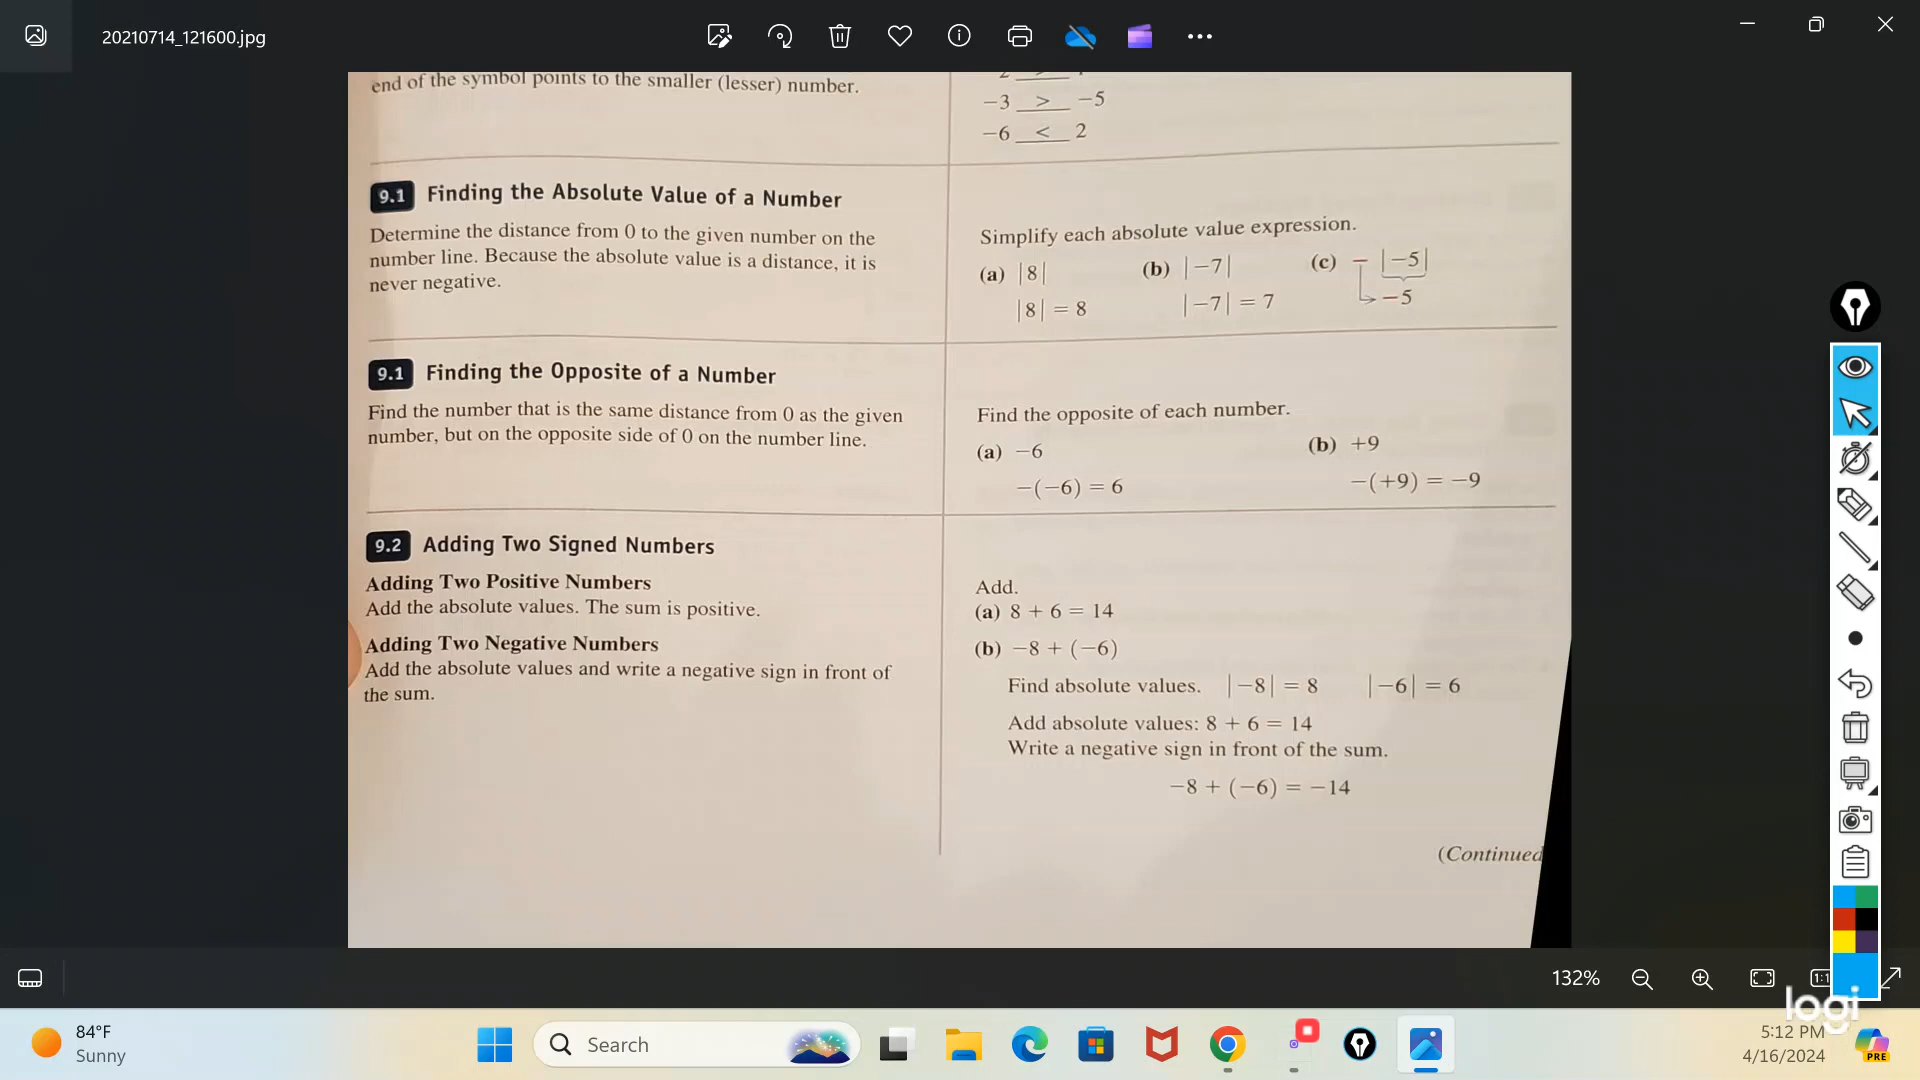 20210714_121600.jpg
end of the symbol points to the smaller (lesser) number.
−3 > −5
−6 < 2
9.1 Finding the Absolute Value of a Number
Determine the distance from 0 to the given number on the
number line. Because the absolute value is a distance, it is
never negative.
Simplify each absolute value expression.
(a) |8| (b) |−7| (c) − |−5|
|8| = 8 |−7| = 7 −5
9.1 Finding the Opposite of a Number
Find the number that is the same distance from 0 as the given
number, but on the opposite side of 0 on the number line.
Find the opposite of each number.
(a) −6 (b) +9
−(−6) = 6 −(+9) = −9
9.2 Adding Two Signed Numbers
Adding Two Positive Numbers
Add the absolute values. The sum is positive.
Adding Two Negative Numbers
Add the absolute values and write a negative sign in front of
the sum.
Add.
(a) 8 + 6 = 14
(b) −8 + (−6)
Find absolute values. |−8| = 8 |−6| = 6
Add absolute values: 8 + 6 = 14
Write a negative sign in front of the sum.
−8 + (−6) = −14
(Continued
132%
1:1
logi
84°F
Sunny
Search
5:12 PM
4/16/2024
PRE